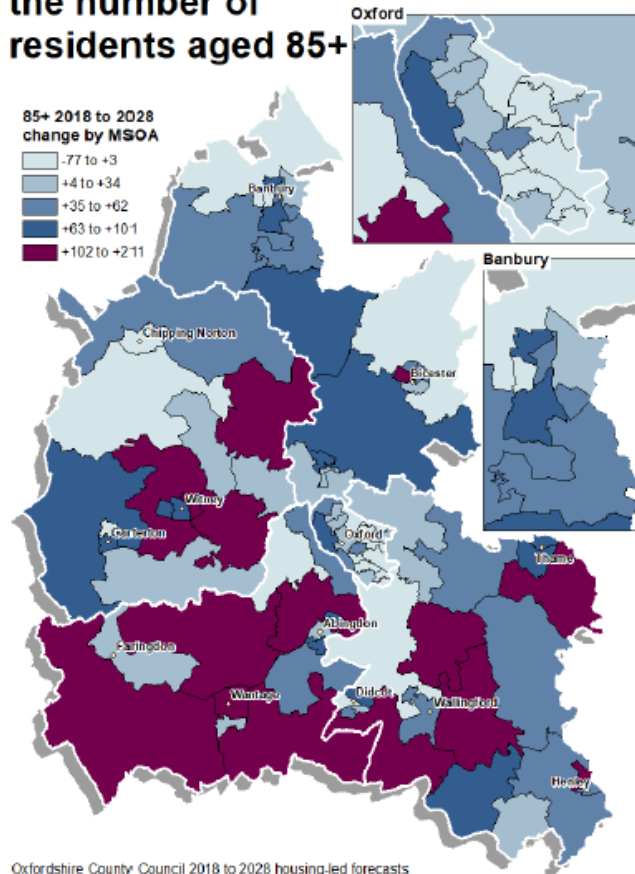 the number of
residents aged 85+
Oxford
85+ 2018 to 2028
change by MSOA
-77 to +3
+4 to +34
+35 to +62
+63 to +101
+102 to +211
Banbury
Banbury
Chipping Norton
Bicester
Witney
Carterton
Oxford
Thame
Abingdon
Faringdon
Wantage
Didcot
Wallingford
Henley
Oxfordshire County Council 2018 to 2028 housing-led forecasts